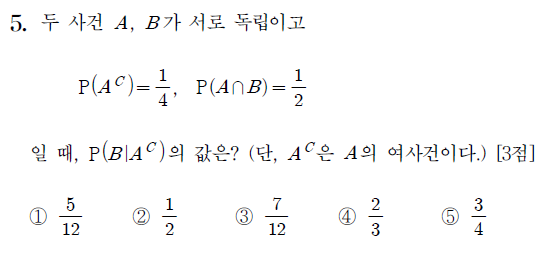 5. 두 사건 A, B가 서로 독립이고
P(A^C)=1/4, P(A∩B)=1/2
일 때, P(B|A^C)의 값은? (단, A^C은 A의 여사건이다.) [3점]
① 5/12 ② 1/2 ③ 7/12 ④ 2/3 ⑤ 3/4